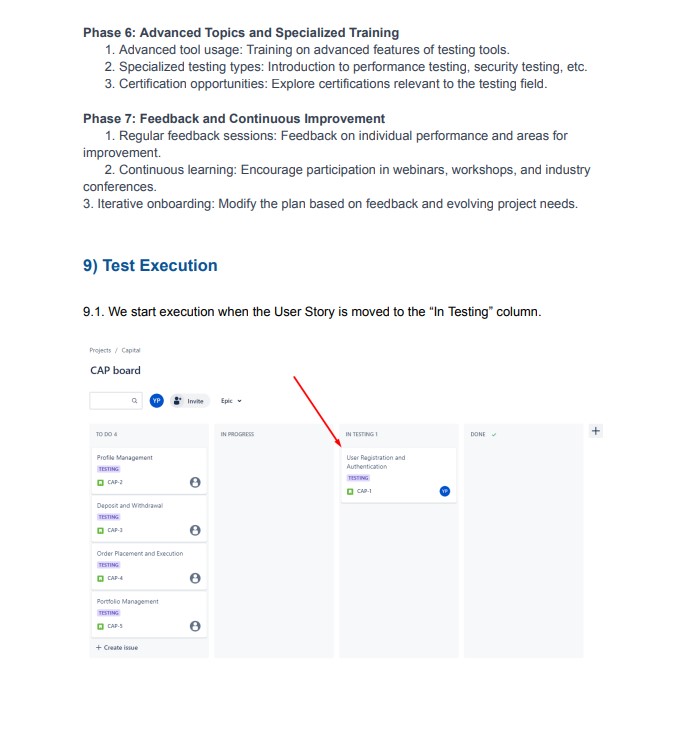 Phase 6: Advanced Topics and Specialized Training
1. Advanced tool usage: Training on advanced features of testing tools.
2. Specialized testing types: Introduction to performance testing, security testing, etc.
3. Certification opportunities: Explore certifications relevant to the testing field.
Phase 7: Feedback and Continuous Improvement
1. Regular feedback sessions: Feedback on individual performance and areas for
improvement.
2. Continuous learning: Encourage participation in webinars, workshops, and industry
conferences.
3. Iterative onboarding: Modify the plan based on feedback and evolving project needs.
9) Test Execution
9.1. We start execution when the User Story is moved to the “In Testing” column.
Projects / Capital
CAP board
YP Invite Epic
TO DO 4
Profile Management
TESTING
CAP-2
Deposit and Withdrawal
TESTING
CAP-3
Order Placement and Execution
TESTING
CAP-4
Portfolio Management
TESTING
CAP-5
+ Create issue
IN PROGRESS
IN TESTING 1
User Registration and
Authentication
TESTING
CAP-1 YP
DONE